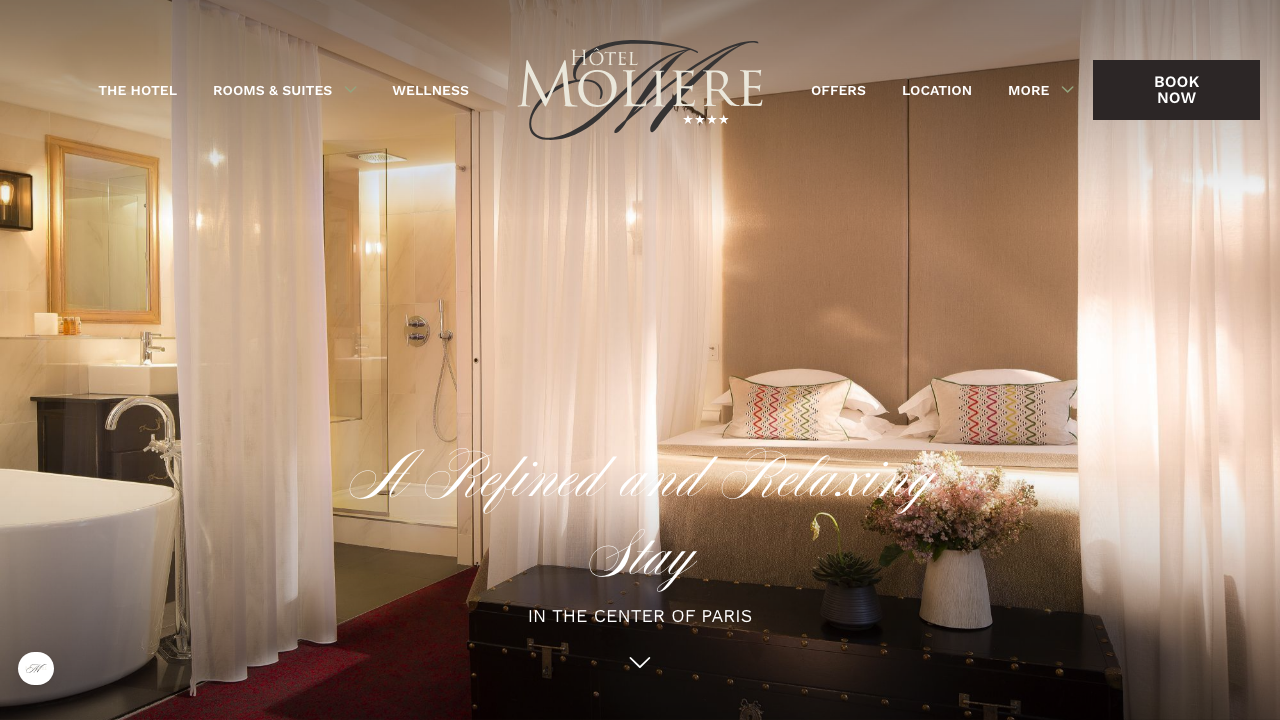 THE HOTEL
ROOMS & SUITES
WELLNESS
HÔTEL
MOLIERE
M
OFFERS
LOCATION
MORE
BOOK
NOW
A Refined and Relaxing
Stay
IN THE CENTER OF PARIS
M